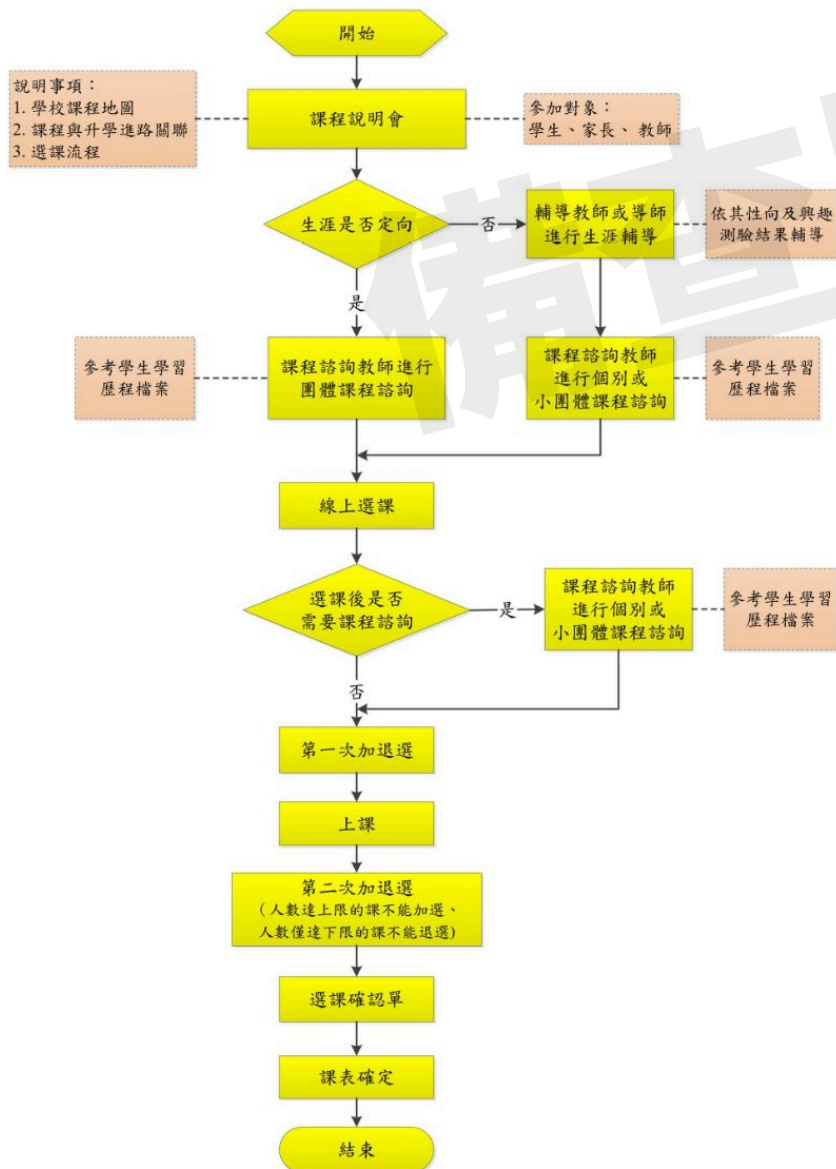 開始
說明事項：
1. 學校課程地圖
2. 課程與升學進路關聯
3. 選課流程
課程說明會
參加對象：
學生、家長、教師
生涯是否定向
否
輔導教師或導師
進行生涯輔導
依其性向及興趣
測驗結果輔導
是
參考學生學習
歷程檔案
課程諮詢教師進行
團體課程諮詢
課程諮詢教師
進行個別或
小團體課程諮詢
參考學生學習
歷程檔案
線上選課
選課後是否
需要課程諮詢
是
課程諮詢教師
進行個別或
小團體課程諮詢
參考學生學習
歷程檔案
否
第一次加退選
上課
第二次加退選
（人數達上限的課不能加選、
人數僅達下限的課不能退選)
選課確認單
課表確定
結束
備查